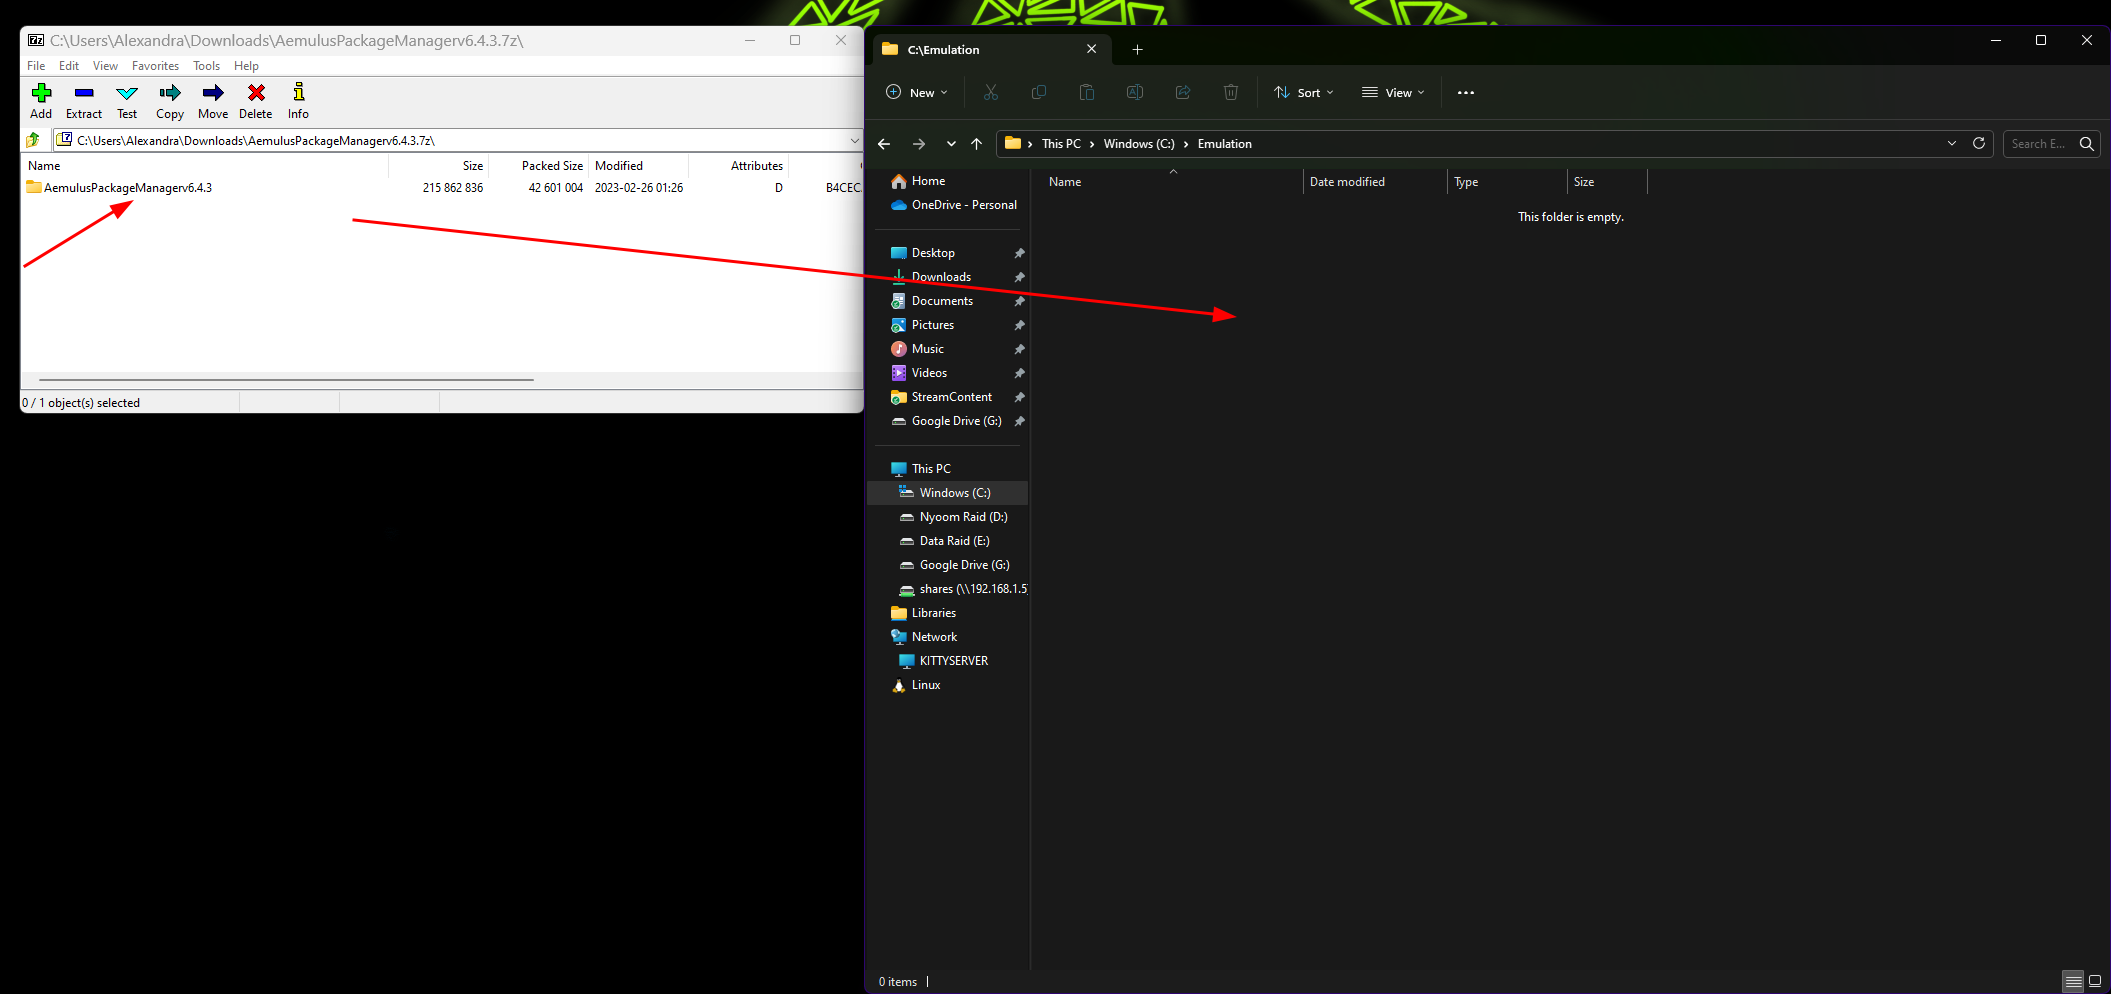 C:\Users\Alexandra\Downloads\AemulusPackageManagerv6.4.3.7z\
File Edit View Favorites Tools Help
Add Extract Test Copy Move Delete Info
C:\Users\Alexandra\Downloads\AemulusPackageManagerv6.4.3.7z\
Name Size Packed Size Modified Attributes
AemulusPackageManagerv6.4.3 215 862 836 42 601 004 2023-02-26 01:26 D B4CEC
0 / 1 object(s) selected
C:\Emulation
New Sort View
This PC Windows (C:) Emulation Search E...
Home
OneDrive - Personal
Desktop
Downloads
Documents
Pictures
Music
Videos
StreamContent
Google Drive (G:)
This PC
Windows (C:)
Nyoom Raid (D:)
Data Raid (E:)
Google Drive (G:)
shares (\\192.168.1.5
Libraries
Network
KITTYSERVER
Linux
Name Date modified Type Size
This folder is empty.
0 items